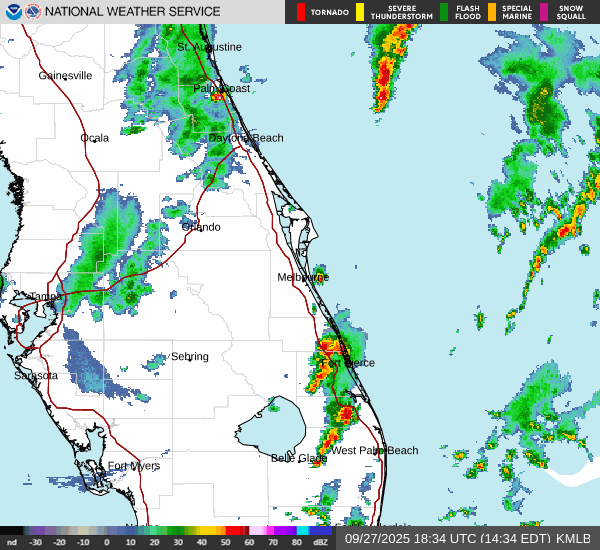 NATIONAL WEATHER SERVICE
TORNADO
SEVERE THUNDERSTORM
FLASH FLOOD
SPECIAL MARINE
SNOW SQUALL
St. Augustine
Gainesville
Palm Coast
Ocala
Daytona Beach
Orlando
Melbourne
Tampa
Sebring
Fort Pierce
Sarasota
West Palm Beach
Belle Glade
Fort Myers
nd -30 -20 -10 0 10 20 30 40 50 60 70 80 dBZ
09/27/2025 18:34 UTC (14:34 EDT) KMLB